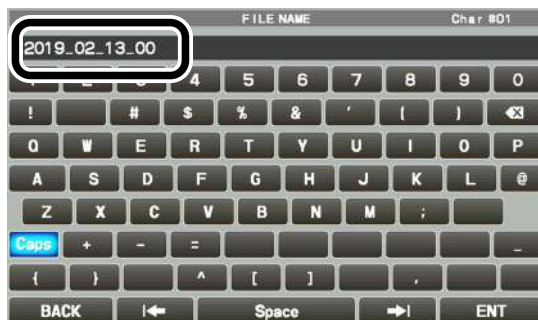 FILE NAME Char #01
2019_02_13_00
4 5 6 7 8 9 0
! # $ % & ' ( )
Q W E R T Y U I O P
A S D F G H J K L @
Z X C V B N M ;
Caps + - = _
{ } ^ [ ] ,
BACK Space ENT